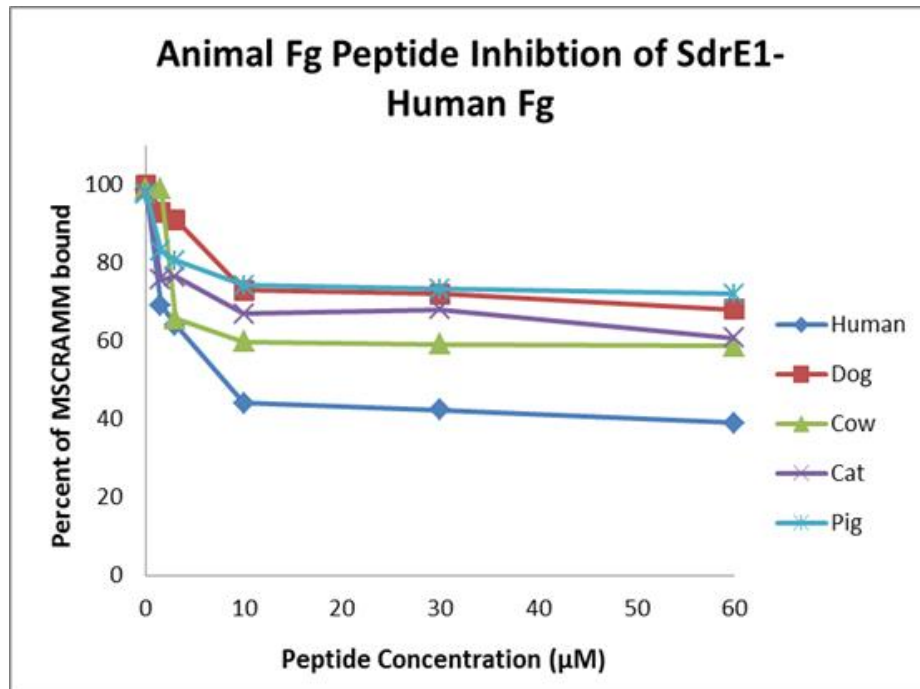 Animal Fg Peptide Inhibtion of SdrE1-
Human Fg
Percent of MSCRAMM bound
100
80
60
40
20
0
0 10 20 30 40 50 60
Peptide Concentration (µM)
Human
Dog
Cow
Cat
Pig